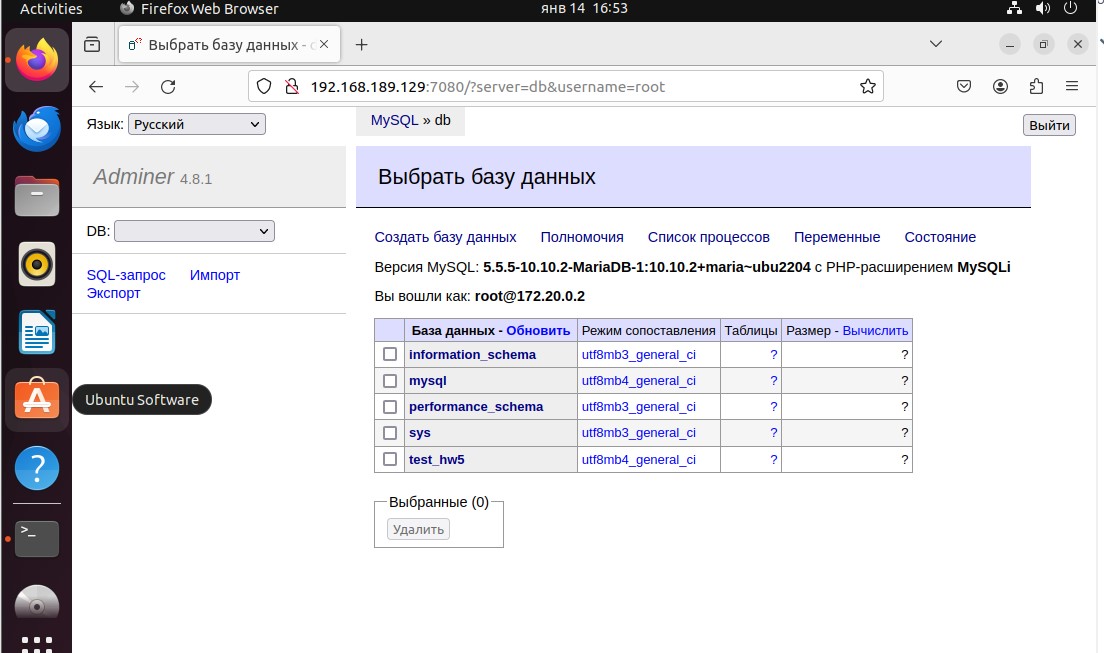 Activities Firefox Web Browser янв 14 16:53
Выбрать базу данных -
192.168.189.129:7080/?server=db&username=root
Язык: Русский MySQL » db Выйти
Adminer 4.8.1 Выбрать базу данных
DB:
SQL-запрос Импорт
Экспорт
Создать базу данных Полномочия Список процессов Переменные Состояние
Версия MySQL: 5.5.5-10.10.2-MariaDB-1:10.10.2+maria~ubu2204 с PHP-расширением MySQLi
Вы вошли как: root@172.20.0.2
База данных - Обновить Режим сопоставления Таблицы Размер - Вычислить
information_schema utf8mb3_general_ci ? ?
mysql utf8mb4_general_ci ? ?
performance_schema utf8mb3_general_ci ? ?
sys utf8mb3_general_ci ? ?
test_hw5 utf8mb4_general_ci ? ?
Ubuntu Software
Выбранные (0)
Удалить